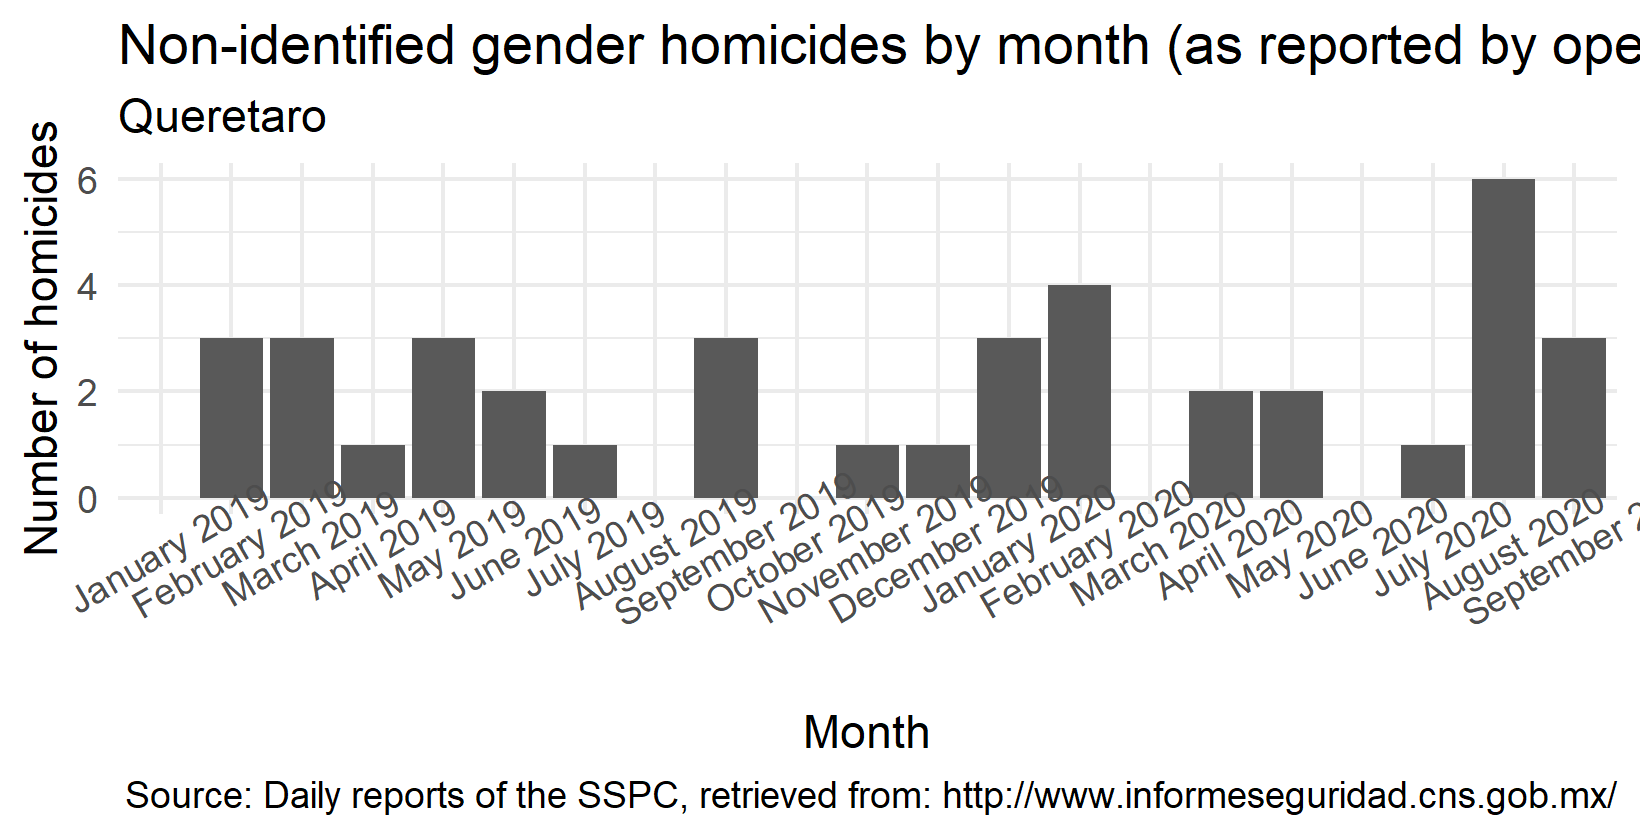 Non-identified gender homicides by month (as reported by ope
Queretaro
Number of homicides
6
4
2
0
January 2019
February 2019
March 2019
April 2019
May 2019
June 2019
July 2019
August 2019
September 2019
October 2019
November 2019
December 2019
January 2020
February 2020
March 2020
April 2020
May 2020
June 2020
July 2020
August 2020
September 2
Month
Source: Daily reports of the SSPC, retrieved from: http://www.informeseguridad.cns.gob.mx/